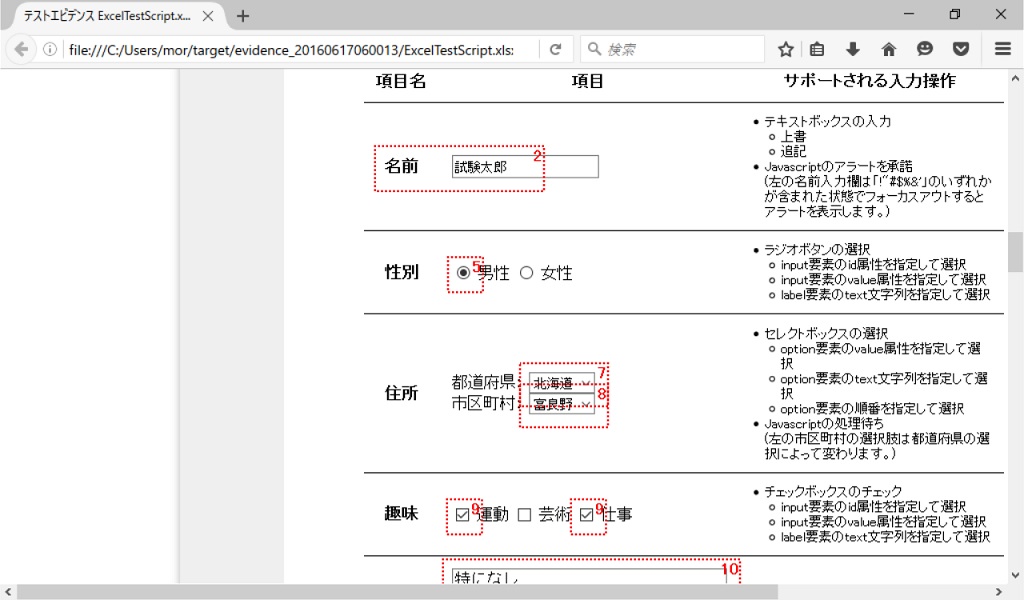 テストエビデンス ExcelTestScript.x...
file:///C:/Users/mor/target/evidence_20160617060013/ExcelTestScript.xls:
検索
項目名 項目 サポートされる入力操作
名前
試験太郎
2
テキストボックスの入力
上書
追記
Javascriptのアラートを承諾
(左の名前入力欄は「!"#$%&'」のいずれか
が含まれた状態でフォーカスアウトすると
アラートを表示します。)
性別
5
男性 女性
ラジオボタンの選択
input要素のid属性を指定して選択
input要素のvalue属性を指定して選択
label要素のtext文字列を指定して選択
住所
都道府県: 北海道 7
市区町村: 富良野 8
セレクトボックスの選択
option要素のvalue属性を指定して選
択
option要素のtext文字列を指定して選
択
option要素の順番を指定して選択
Javascriptの処理待ち
(左の市区町村の選択肢は都道府県の選
択によって変わります。)
趣味
9 運動 芸術 9 仕事
チェックボックスのチェック
input要素のid属性を指定して選択
input要素のvalue属性を指定して選択
label要素のtext文字列を指定して選択
特になし 10